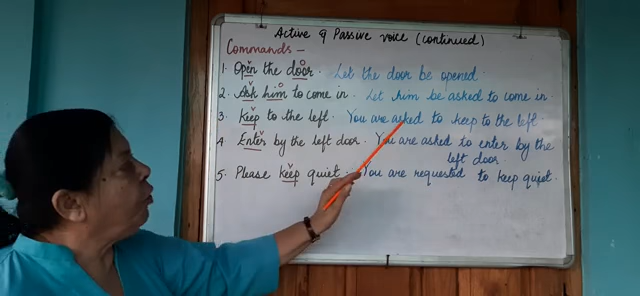 Active & Passive voice (continued)
Commands -
1. Open the door. Let the door be opened.
2. Ask him to come in. Let him be asked to come in.
3. Keep to the left. You are asked to keep to the left.
4. Enter by the left door. You are asked to enter by the
left door.
5. Please keep quiet. You are requested to keep quiet.